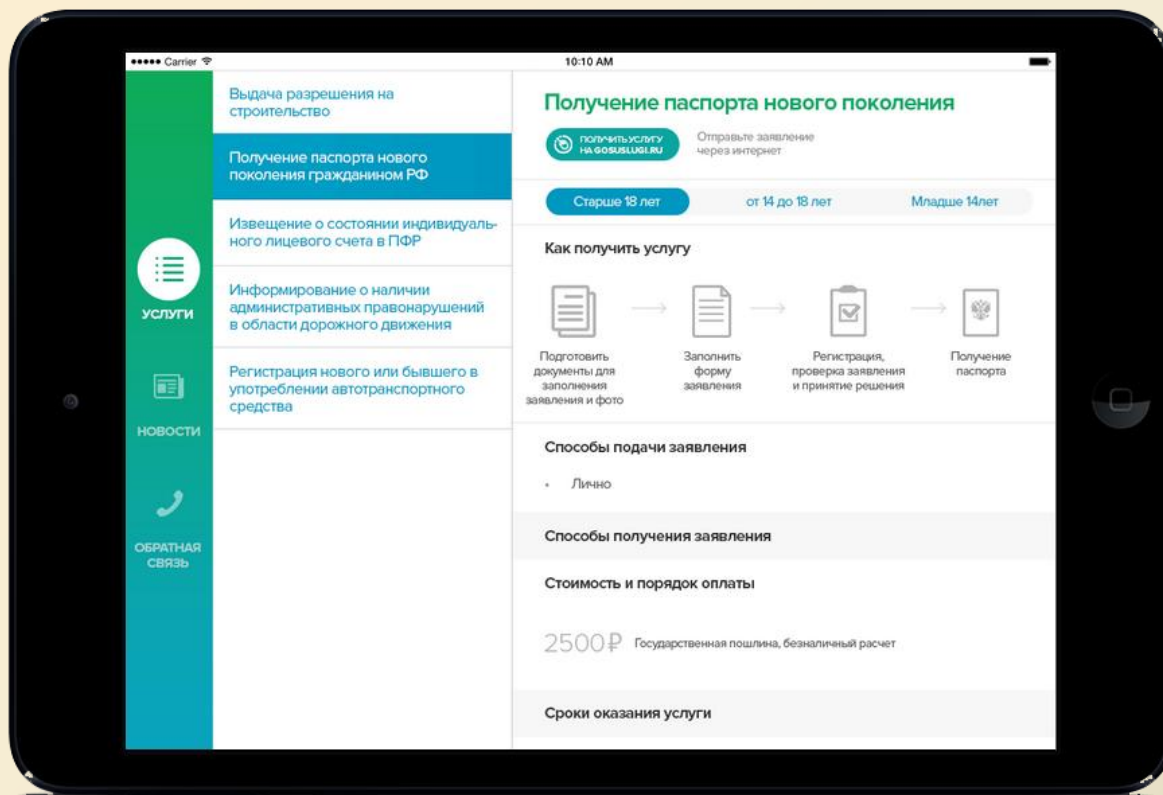 Carrier
10:10 AM
УСЛУГИ
НОВОСТИ
ОБРАТНАЯ
СВЯЗЬ
Выдача разрешения на
строительство
Получение паспорта нового
поколения гражданином РФ
Извещение о состоянии индивидуаль-
ного лицевого счета в ПФР
Информирование о наличии
административных правонарушений
в области дорожного движения
Регистрация нового или бывшего в
употреблении автотранспортного
средства
Получение паспорта нового поколения
ПОЛУЧИТЬ УСЛУГУ
НА GOSUSLUGI.RU
Отправьте заявление
через интернет
Старше 18 лет
от 14 до 18 лет
Младше 14лет
Как получить услугу
Подготовить
документы для
заполнения
заявления и фото
Заполнить
форму
заявления
Регистрация,
проверка заявления
и принятие решения
Получение
паспорта
Способы подачи заявления
• Лично
Способы получения заявления
Стоимость и порядок оплаты
2500₽ Государственная пошлина, безналичный расчет
Сроки оказания услуги